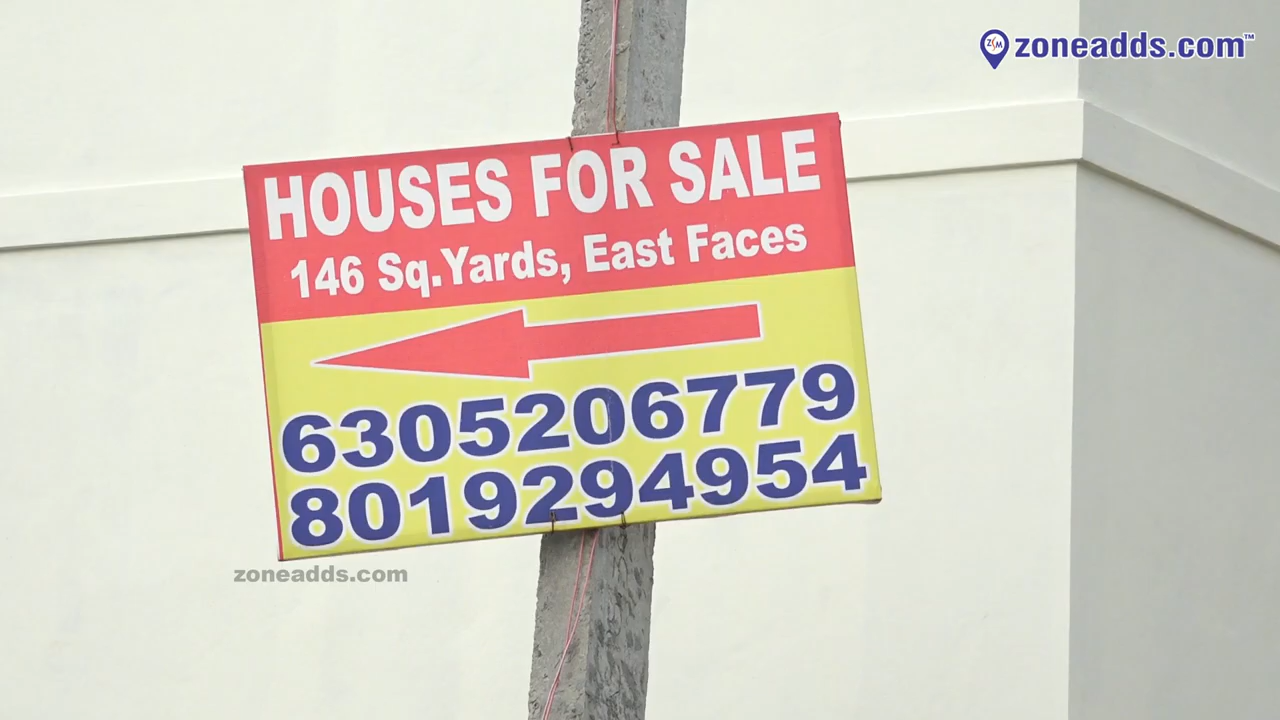 zoneadds.com™
HOUSES FOR SALE
146 Sq.Yards, East Faces
6305206779
8019294954
zoneadds.com